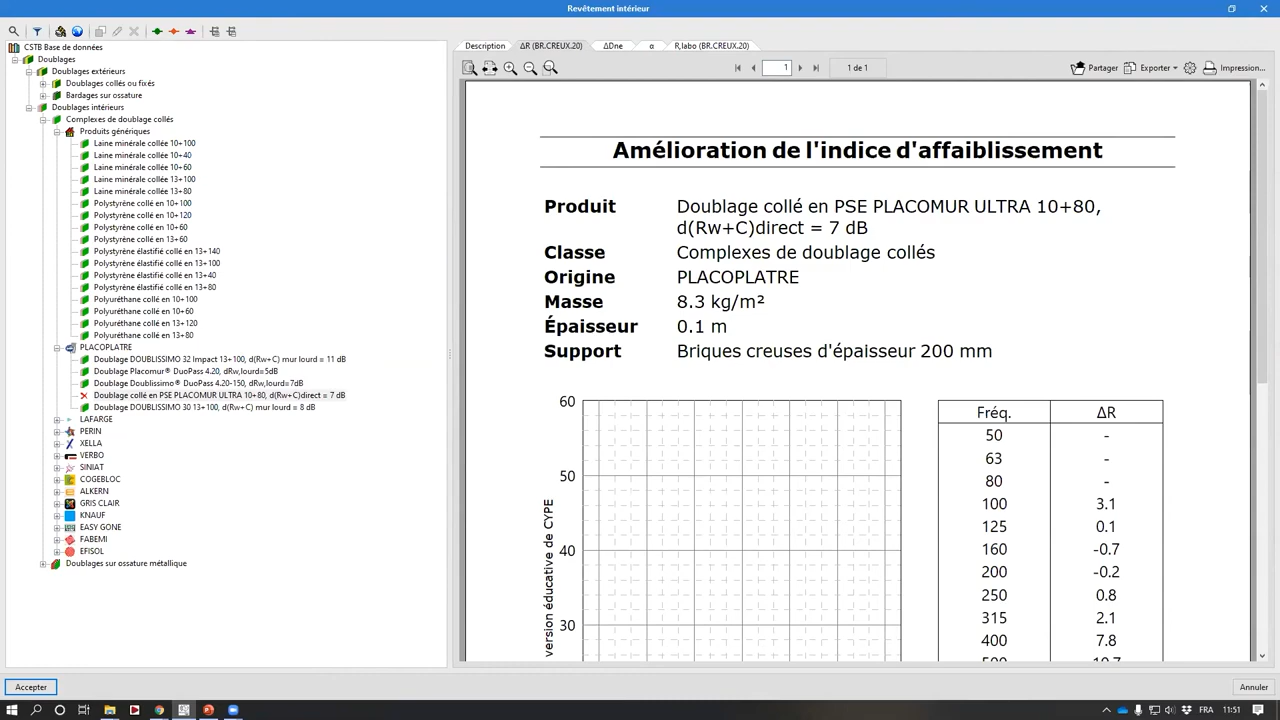 Revêtement intérieur
CSTB Base de données
Doublages
Doublages extérieurs
Doublages collés ou fixés
Bardages sur ossature
Doublages intérieurs
Complexes de doublage collés
Produits génériques
Laine minérale collée 10+100
Laine minérale collée 10+40
Laine minérale collée 10+60
Laine minérale collée 13+100
Laine minérale collée 13+80
Polystyrène collé en 10+100
Polystyrène collé en 10+120
Polystyrène collé en 10+60
Polystyrène collé en 13+60
Polystyrène élastifié collé en 13+140
Polystyrène élastifié collé en 13+100
Polystyrène élastifié collé en 13+40
Polystyrène élastifié collé en 13+80
Polyuréthane collé en 10+100
Polyuréthane collé en 10+60
Polyuréthane collé en 13+120
Polyuréthane collé en 13+80
PLACOPLATRE
Doublage DOUBLISSIMO 32 Impact 13+100, d(Rw+C) mur lourd = 11 dB
Doublage Placomur® DuoPass 4.20, dRw,lourd=5dB
Doublage Doublissimo® DuoPass 4.20-150, dRw,lourd=7dB
Doublage collé en PSE PLACOMUR ULTRA 10+80, d(Rw+C)direct = 7 dB
Doublage DOUBLISSIMO 30 13+100, d(Rw+C) mur lourd = 8 dB
LAFARGE
PERIN
XELLA
VERBO
SINIAT
COGEBLOC
ALKERN
GRIS CLAIR
KNAUF
EASY GONE
FABEMI
EFISOL
Doublages sur ossature métallique
Description ΔR (BR.CREUX.20) ΔDne α R,labo (BR.CREUX.20)
1 1 de 1 Partager Exporter Impression...
Amélioration de l'indice d'affaiblissement
Produit Doublage collé en PSE PLACOMUR ULTRA 10+80,
d(Rw+C)direct = 7 dB
Classe Complexes de doublage collés
Origine PLACOPLATRE
Masse 8.3 kg/m²
Épaisseur 0.1 m
Support Briques creuses d'épaisseur 200 mm
60
50
40
30
version éducative de CYPE
Fréq. ΔR
50 -
63 -
80 -
100 3.1
125 0.1
160 -0.7
200 -0.2
250 0.8
315 2.1
400 7.8
500 10.7
Accepter Annuler
FRA 11:51